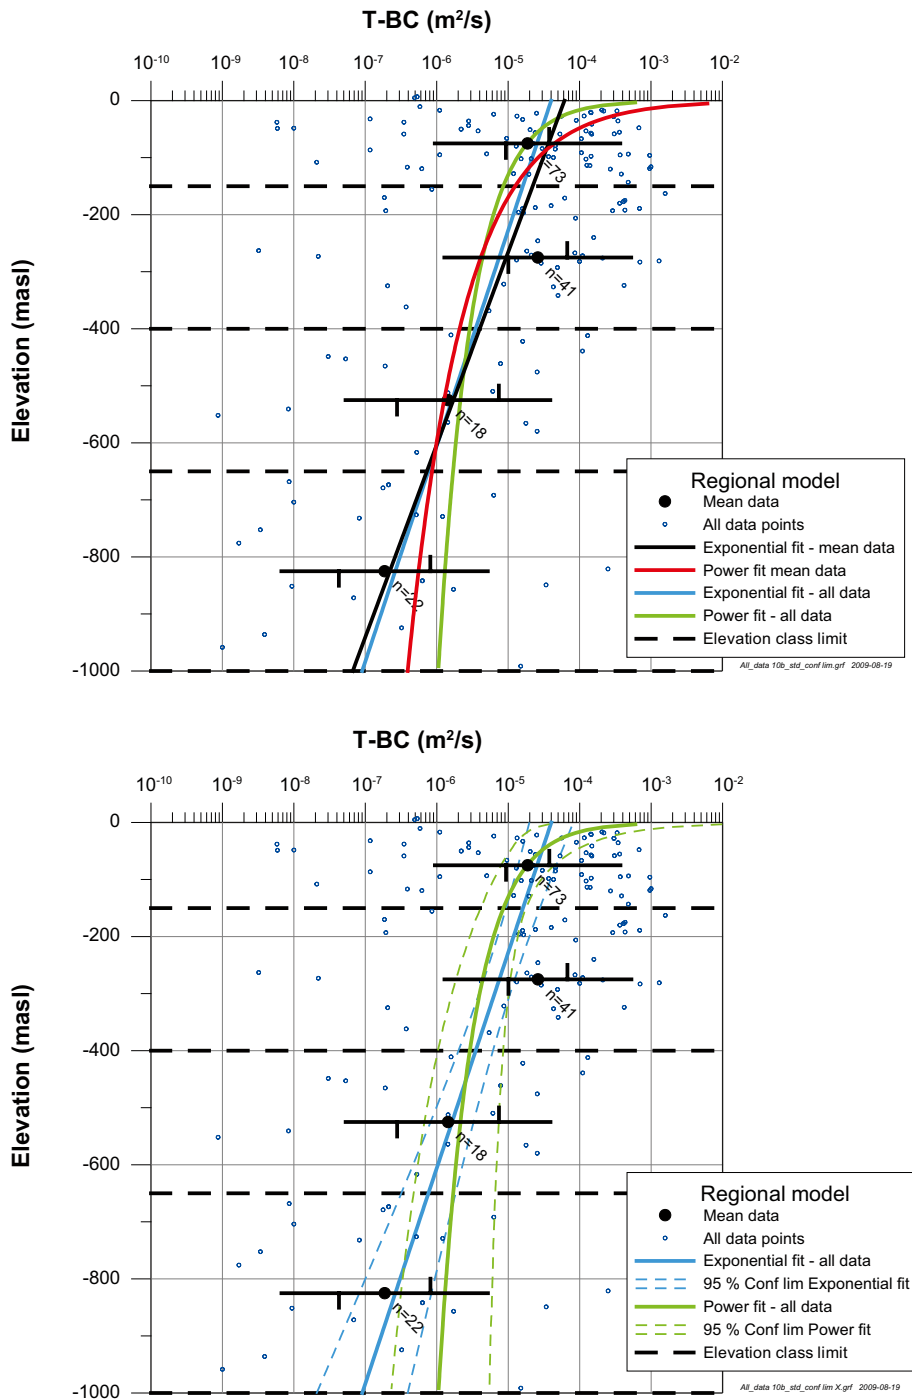 T-BC (m²/s)
10⁻¹⁰ 10⁻⁹ 10⁻⁸ 10⁻⁷ 10⁻⁶ 10⁻⁵ 10⁻⁴ 10⁻³ 10⁻²
0
n=73
-200
n=41
-400
Elevation (masl)
n=18
-600
Regional model
Mean data
All data points
Exponential fit - mean data
-800
Power fit mean data
n=22
Exponential fit - all data
Power fit - all data
Elevation class limit
-1000
All_data 10b_std_conf lim.grf 2009-08-19
T-BC (m²/s)
10⁻¹⁰ 10⁻⁹ 10⁻⁸ 10⁻⁷ 10⁻⁶ 10⁻⁵ 10⁻⁴ 10⁻³ 10⁻²
0
n=73
-200
n=41
-400
Elevation (masl)
n=18
-600
Regional model
Mean data
All data points
Exponential fit - all data
-800
95 % Conf lim Exponential fit
Power fit - all data
n=22
95 % Conf lim Power fit
Elevation class limit
-1000
All_data 10b_std_conf lim X.grf 2009-08-19